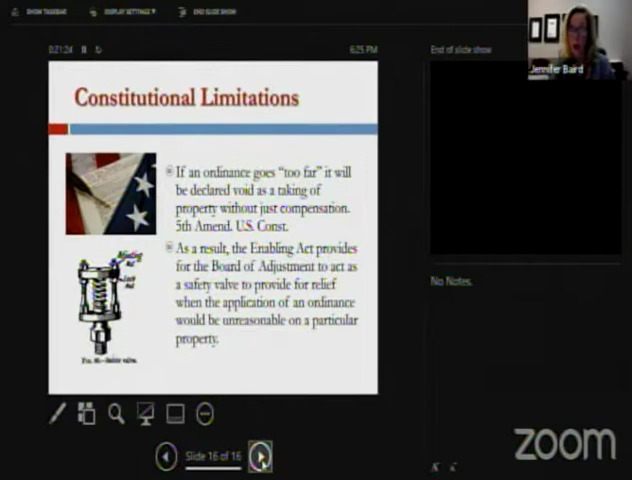 SHOW TASKBAR
DISPLAY SETTINGS
END SLIDE SHOW
0:21:24
6:25 PM
End of slide show
Jennifer Baird
Constitutional Limitations
If an ordinance goes “too far” it will
be declared void as a taking of
property without just compensation.
5th Amend. U.S. Const.
As a result, the Enabling Act provides
for the Board of Adjustment to act as
a safety valve to provide for relief
when the application of an ordinance
would be unreasonable on a particular
property.
Adjusting
Safety valve.
No Notes.
Slide 16 of 16
zoom